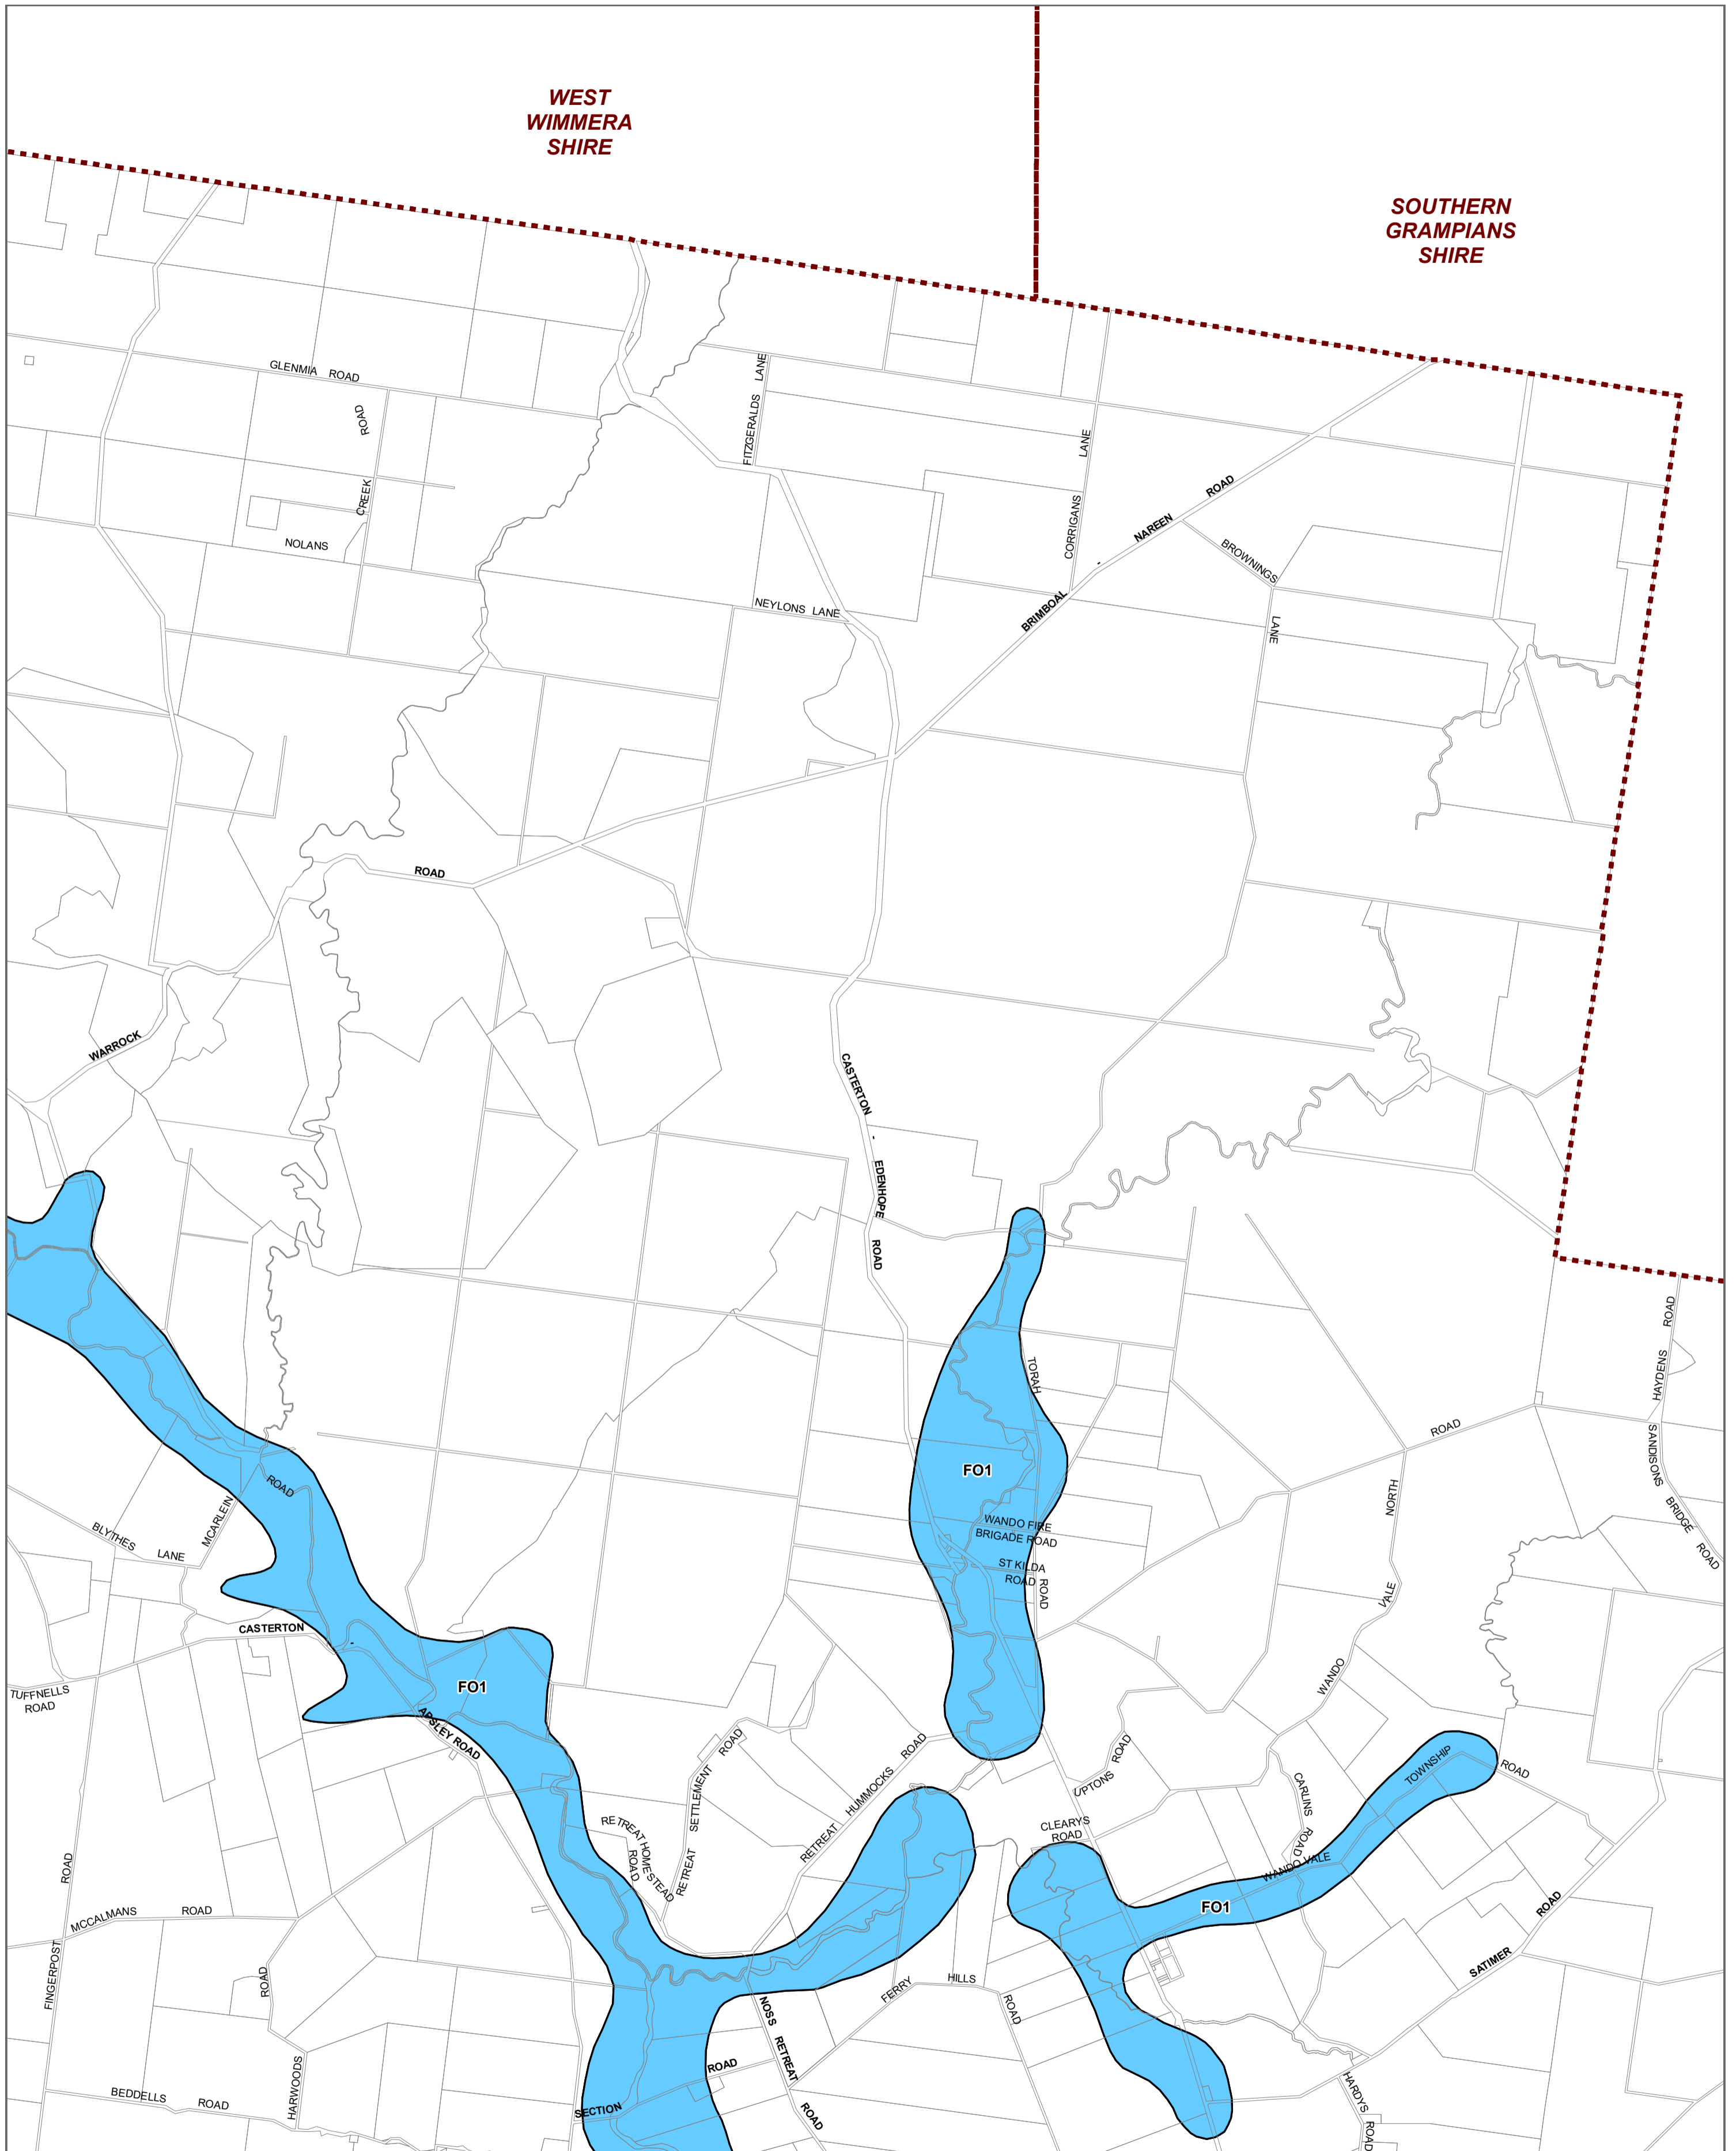 WEST
WIMMERA
SHIRE
SOUTHERN
GRAMPIANS
SHIRE
GLENMIA ROAD
FITZGERALDS LANE
CREEK ROAD
NOLANS
CORRIGANS LANE
BRIMBOAL - NAREEN ROAD
BROWNINGS
LANE
NEYLONS LANE
ROAD
WARROCK
CASTERTON - EDENHOPE ROAD
TORAH
ROAD
HAYDENS ROAD
SANDISONS BRIDGE ROAD
ROAD
NORTH
VALE
WANDO
FO1
WANDO FIRE
BRIGADE ROAD
ST KILDA
ROAD
ROAD
MCARLEIN
BLYTHES LANE
CASTERTON
-
APSLEY ROAD
FO1
TUFFNELLS
ROAD
RETREAT SETTLEMENT ROAD
RETREAT HOMESTEAD
ROAD
RETREAT HUMMOCKS ROAD
UPTONS ROAD
CLEARYS
ROAD
CARLINS ROAD
WANDO VALE
TOWNSHIP
ROAD
FO1
FINGERPOST ROAD
MCCALMANS ROAD
ROAD
HARWOODS
BEDDELLS ROAD
FERRY HILLS ROAD
NOSS RETREAT ROAD
SECTION ROAD
SATIMER ROAD
HARDYS ROAD